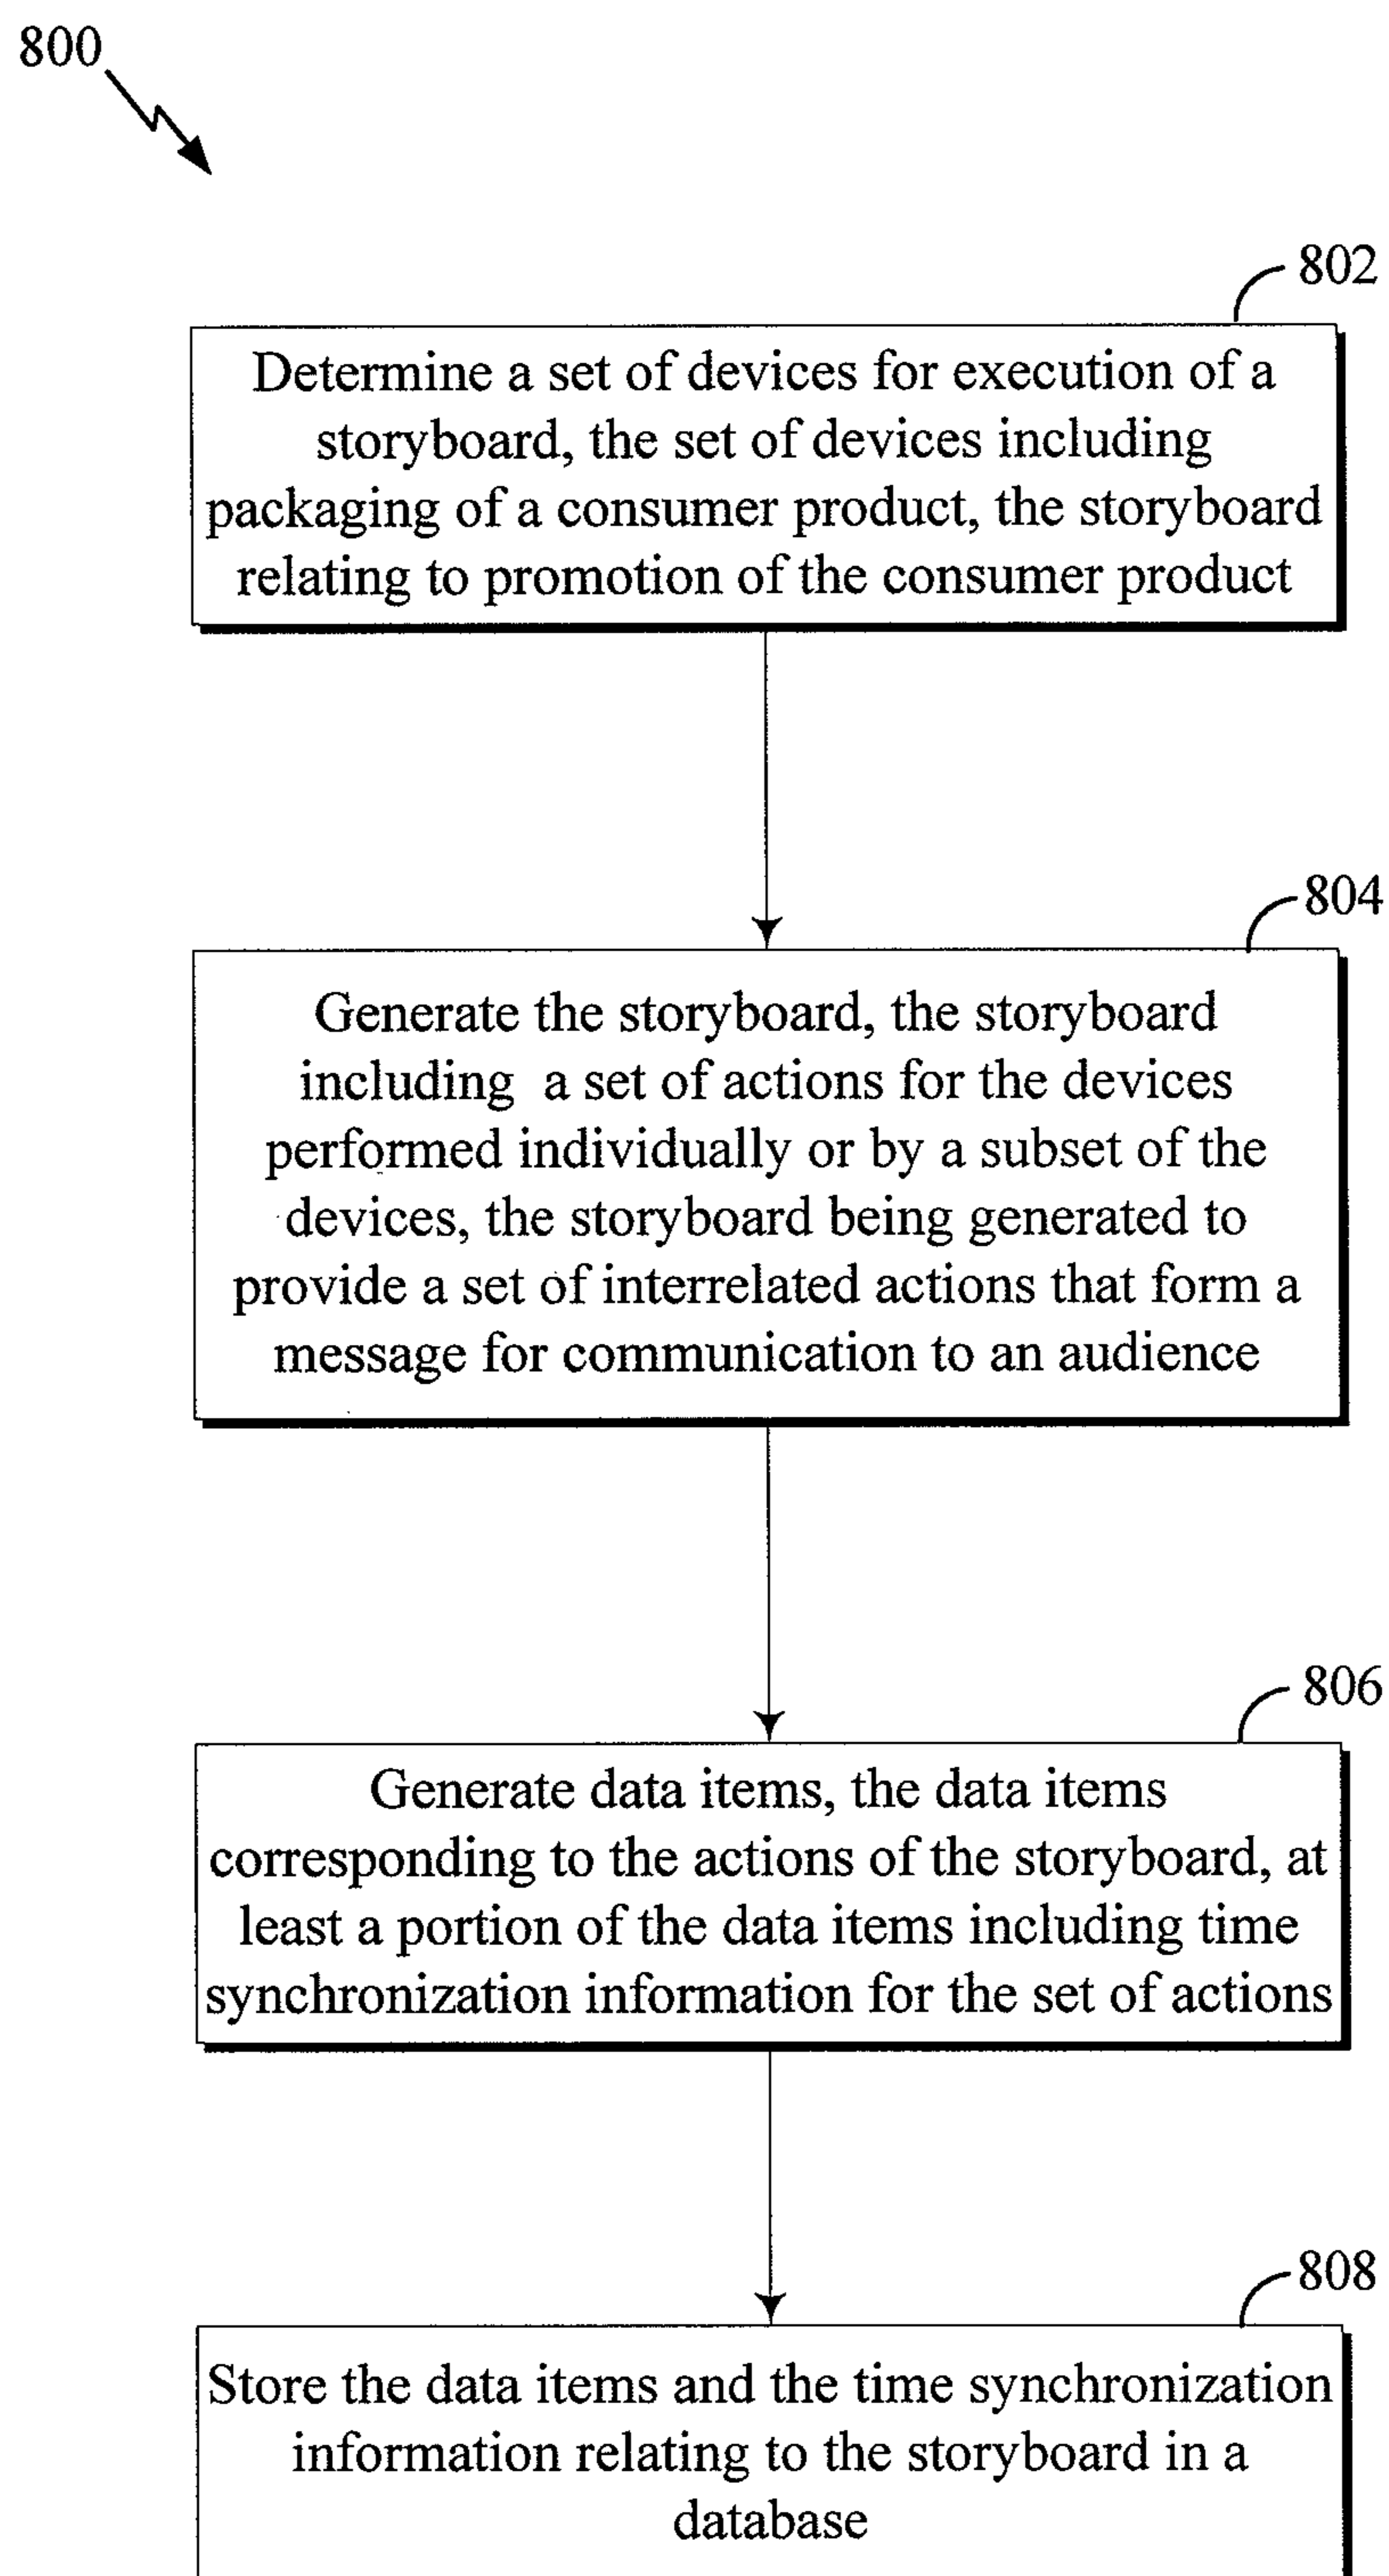 800
802
Determine a set of devices for execution of a
storyboard, the set of devices including
packaging of a consumer product, the storyboard
relating to promotion of the consumer product
804
Generate the storyboard, the storyboard
including a set of actions for the devices
performed individually or by a subset of the
devices, the storyboard being generated to
provide a set of interrelated actions that form a
message for communication to an audience
806
Generate data items, the data items
corresponding to the actions of the storyboard, at
least a portion of the data items including time
synchronization information for the set of actions
808
Store the data items and the time synchronization
information relating to the storyboard in a
database